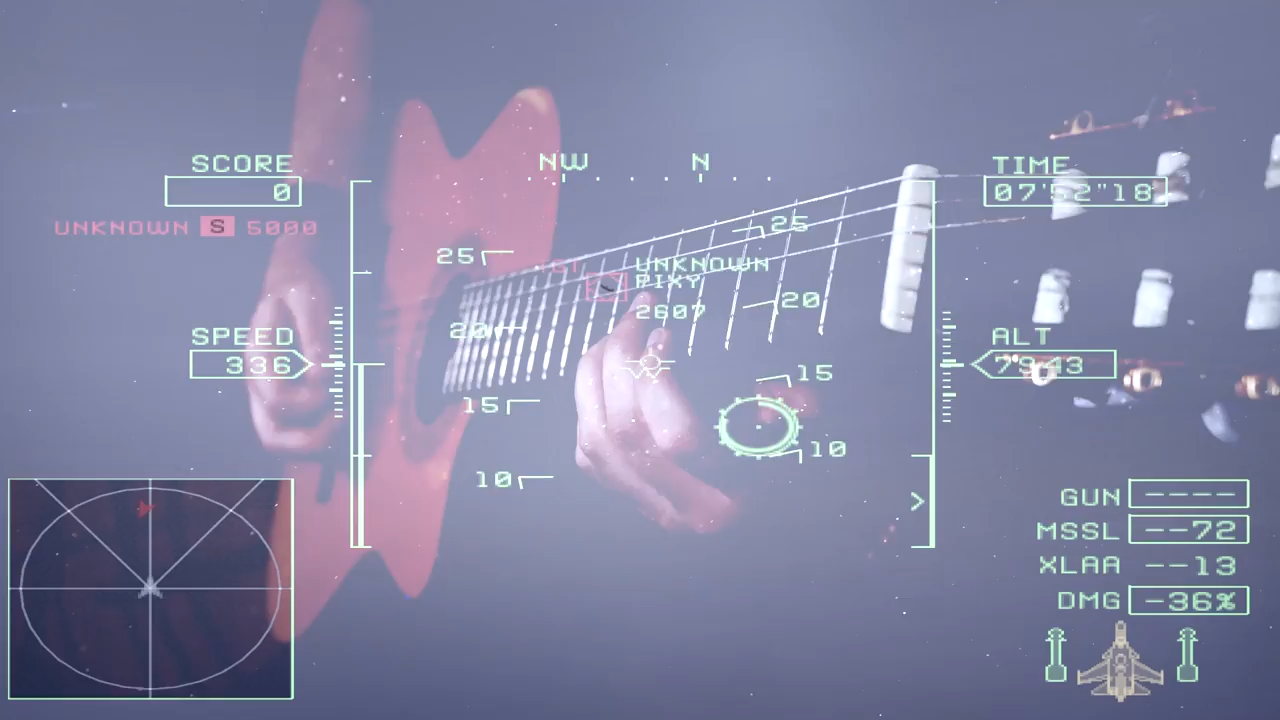 SCORE
0
UNKNOWN S 5000
NW N
TIME
07'52"18
25 25
UNKNOWN
PIXY
2607
20 20
SPEED
336
ALT
7943
15 15
10 10
GUN ----
MSSL --72
XLAA --13
DMG -36%